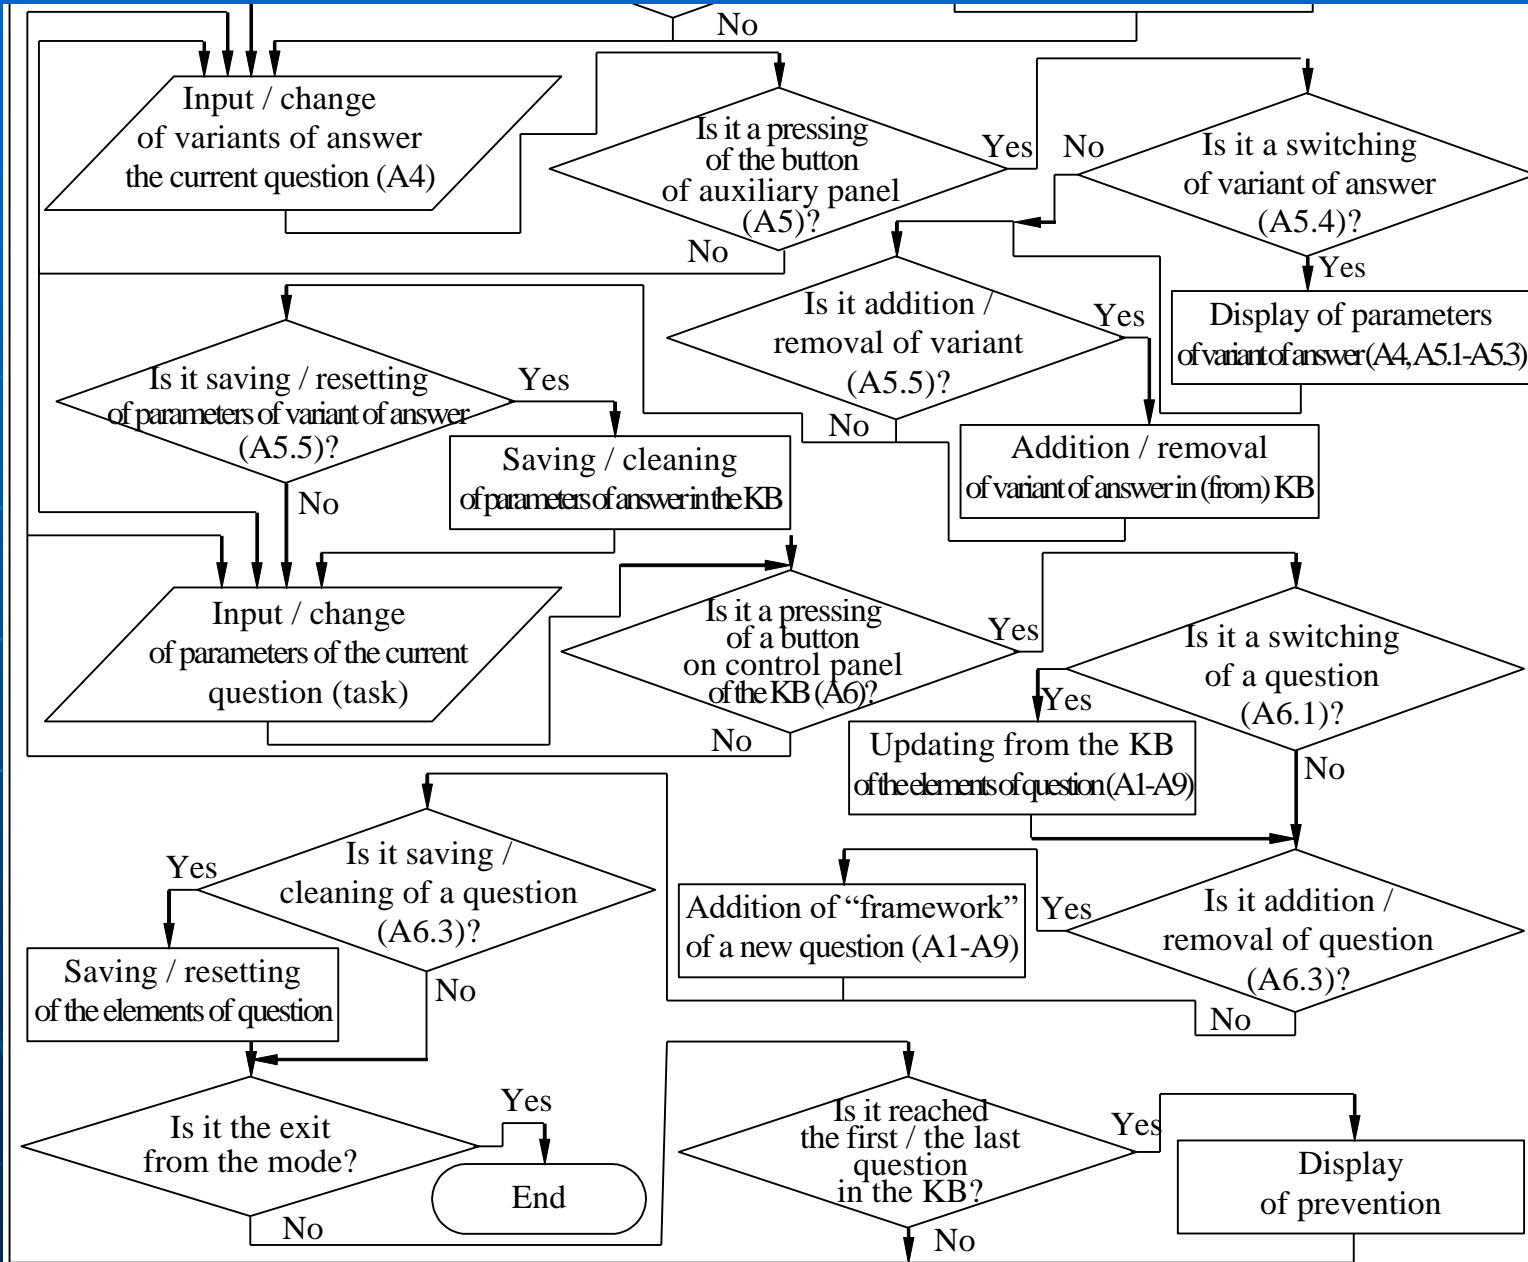 No
Input / change
of variants of answer
the current question (A4)
Is it a pressing
of the button
of auxiliary panel
(A5)?
Yes
No
No
Is it a switching
of variant of answer
(A5.4)?
Yes
Display of parameters
of variant of answer (A4, A5.1-A5.3)
Is it addition /
removal of variant
(A5.5)?
Yes
No
Addition / removal
of variant of answer in (from) KB
Is it saving / resetting
of parameters of variant of answer
(A5.5)?
Yes
No
Saving / cleaning
of parameters of answer in the KB
Input / change
of parameters of the current
question (task)
Is it a pressing
of a button
on control panel
of the KB (A6)?
Yes
No
Is it a switching
of a question
(A6.1)?
Yes
No
Updating from the KB
of the elements of question (A1-A9)
Is it addition /
removal of question
(A6.3)?
Yes
No
Addition of “framework”
of a new question (A1-A9)
Is it saving /
cleaning of a question
(A6.3)?
Yes
No
Saving / resetting
of the elements of question
Is it the exit
from the mode?
Yes
No
End
Is it reached
the first / the last
question
in the KB?
Yes
No
Display
of prevention